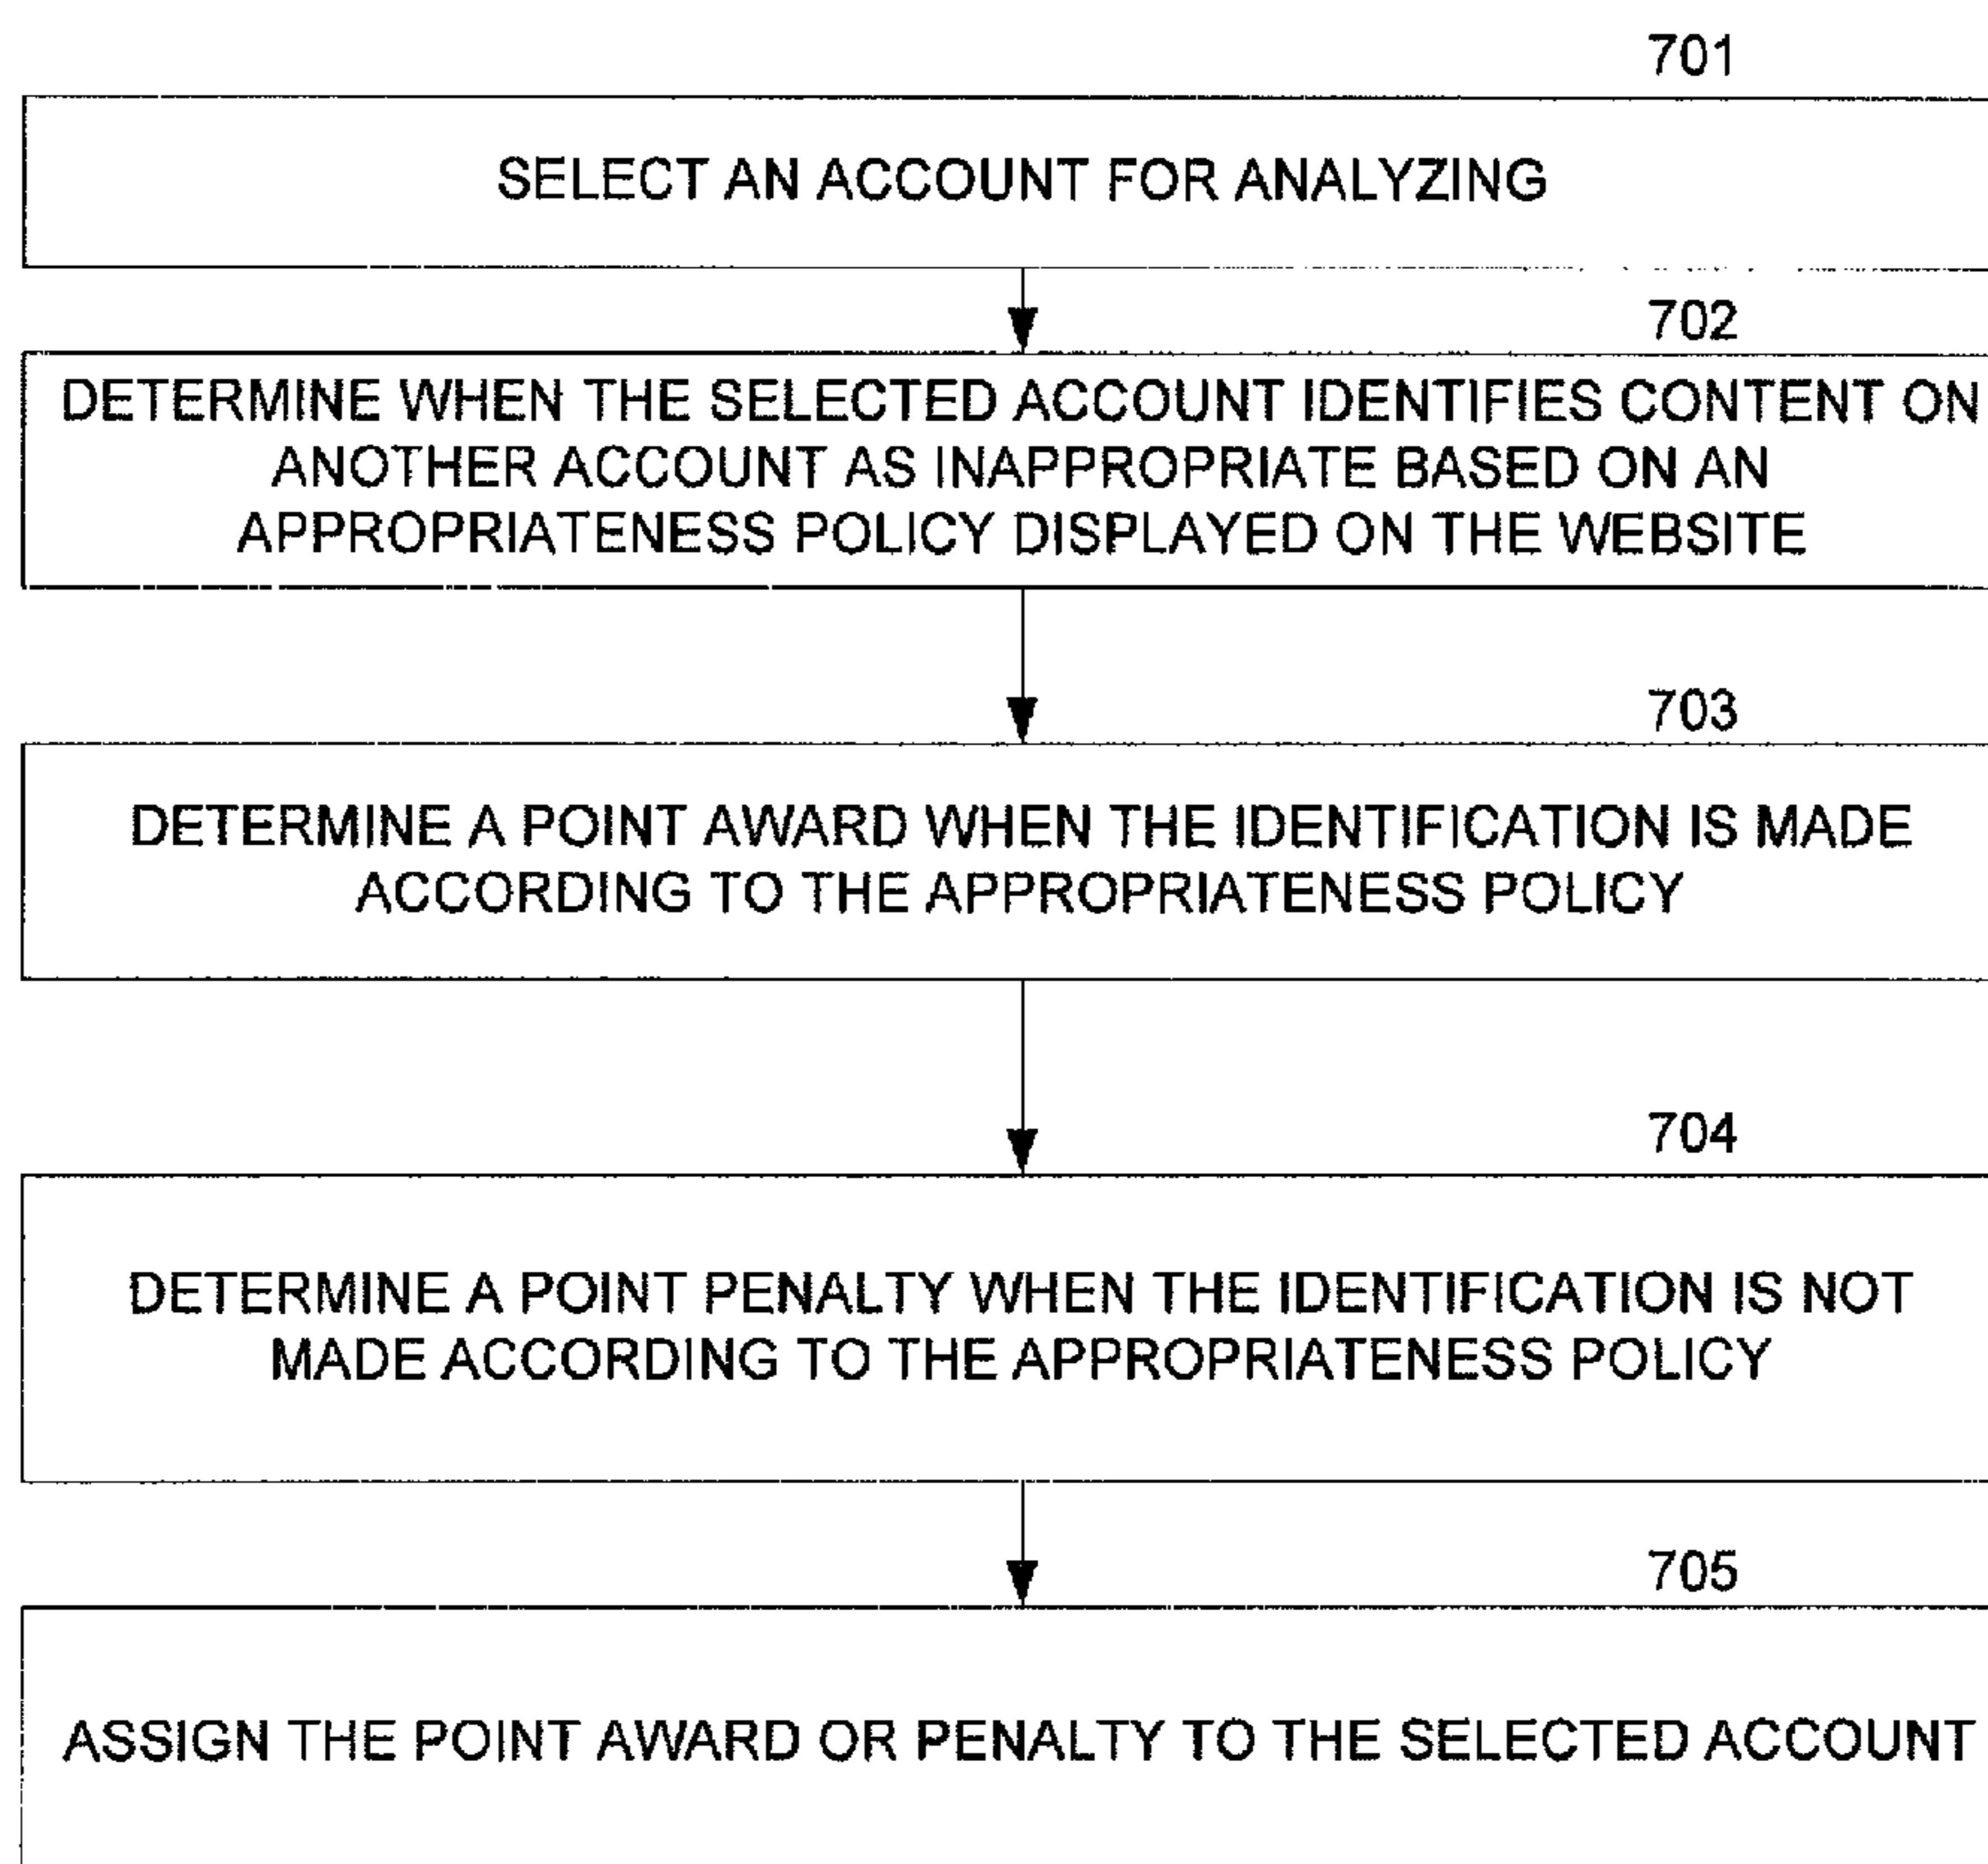 701
SELECT AN ACCOUNT FOR ANALYZING
702
DETERMINE WHEN THE SELECTED ACCOUNT IDENTIFIES CONTENT ON
ANOTHER ACCOUNT AS INAPPROPRIATE BASED ON AN
APPROPRIATENESS POLICY DISPLAYED ON THE WEBSITE
703
DETERMINE A POINT AWARD WHEN THE IDENTIFICATION IS MADE
ACCORDING TO THE APPROPRIATENESS POLICY
704
DETERMINE A POINT PENALTY WHEN THE IDENTIFICATION IS NOT
MADE ACCORDING TO THE APPROPRIATENESS POLICY
705
ASSIGN THE POINT AWARD OR PENALTY TO THE SELECTED ACCOUNT